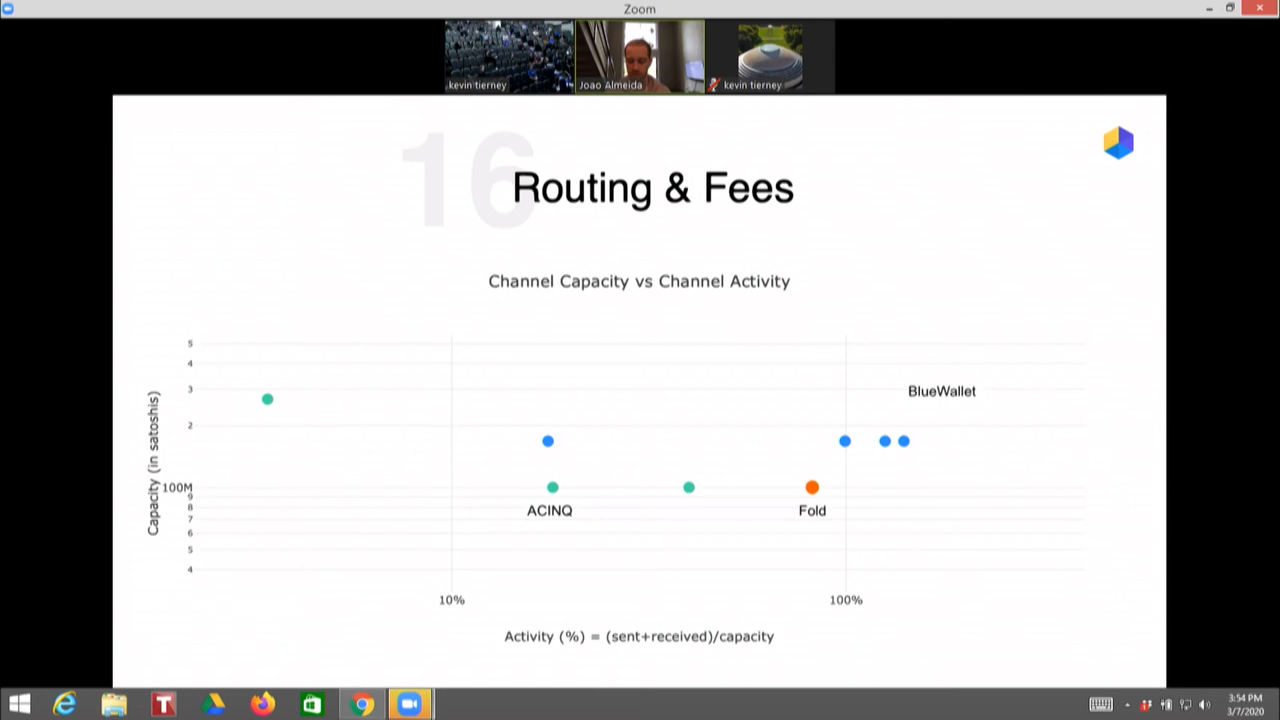 Zoom
kevin tierney
Joao Almeida
kevin tierney
16
Routing & Fees
Channel Capacity vs Channel Activity
5
4
3
2
100M
9
8
7
6
5
4
Capacity (in satoshis)
BlueWallet
ACINQ
Fold
10%
100%
Activity (%) = (sent+received)/capacity
T
3:54 PM
3/7/2020